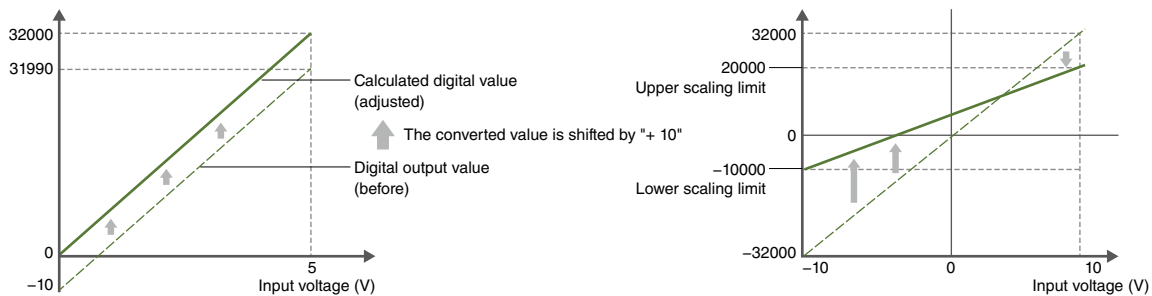 32000
31990
Calculated digital value
(adjusted)
The converted value is shifted by "+ 10"
Digital output value
(before)
0
−10
5
Input voltage (V)
32000
20000
Upper scaling limit
0
−10000
Lower scaling limit
−32000
−10
0
10
Input voltage (V)